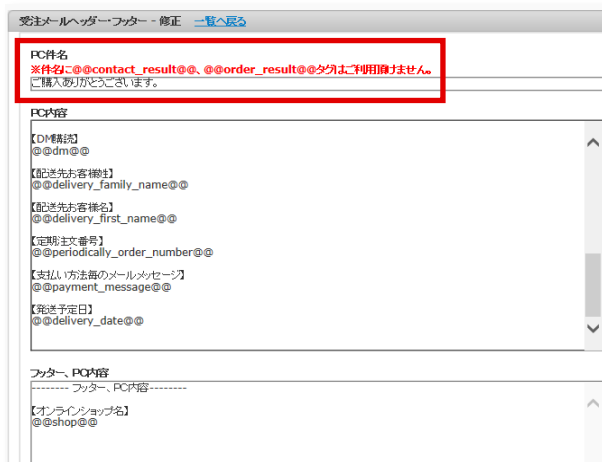 受注メールヘッダー・フッター - 修正 一覧へ戻る
PC件名
※件名に@@contact_result@@、@@order_result@@タグはご利用頂けません。
ご購入ありがとうございます。
PC内容
【DM購読】
@@dm@@
【配送先お客様姓】
@@delivery_family_name@@
【配送先お客様名】
@@delivery_first_name@@
【定期注文番号】
@@periodically_order_number@@
【支払い方法毎のメールメッセージ】
@@payment_message@@
【発送予定日】
@@delivery_date@@
フッター、PC内容
-------- フッター、PC内容--------
【オンラインショップ名】
@@shop@@